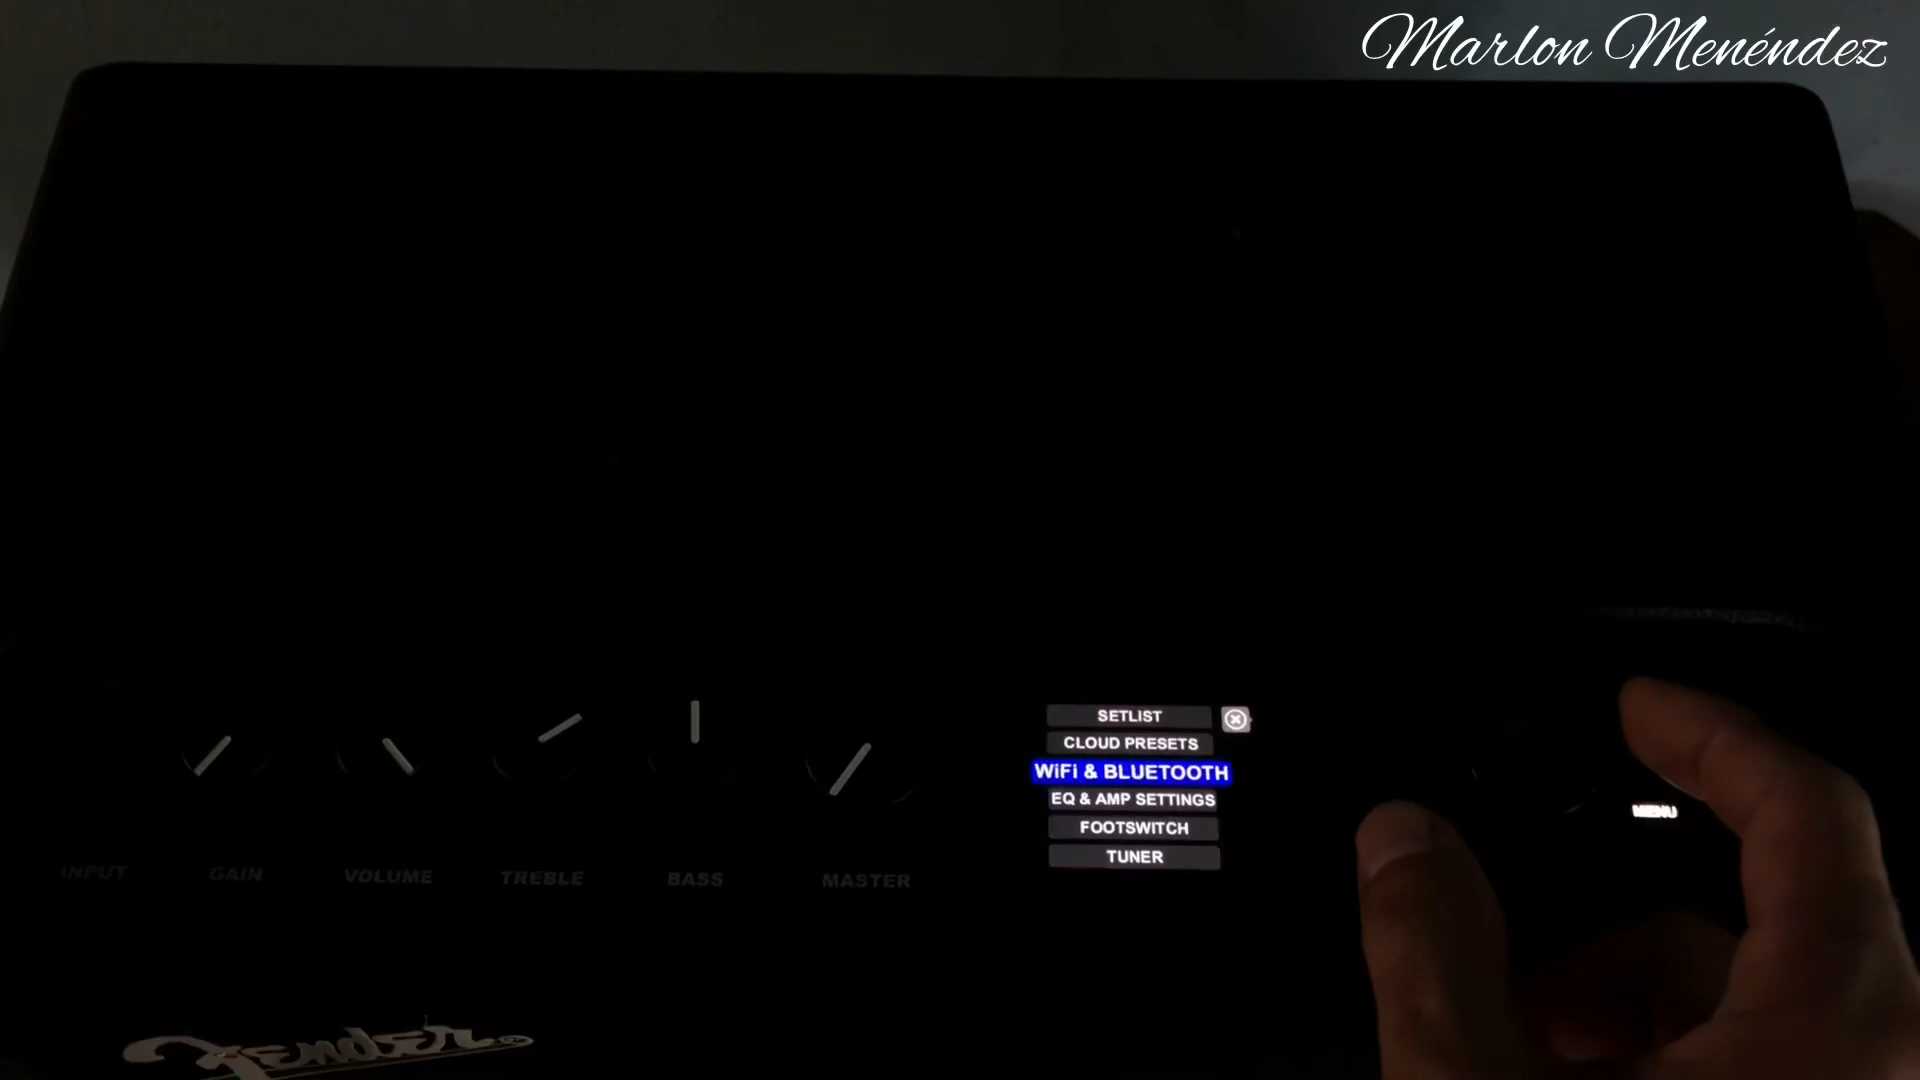 Marlon Menéndez
SETLIST
CLOUD PRESETS
WiFi & BLUETOOTH
EQ & AMP SETTINGS
FOOTSWITCH
TUNER
MENU
INPUT GAIN VOLUME TREBLE BASS MASTER
Fender